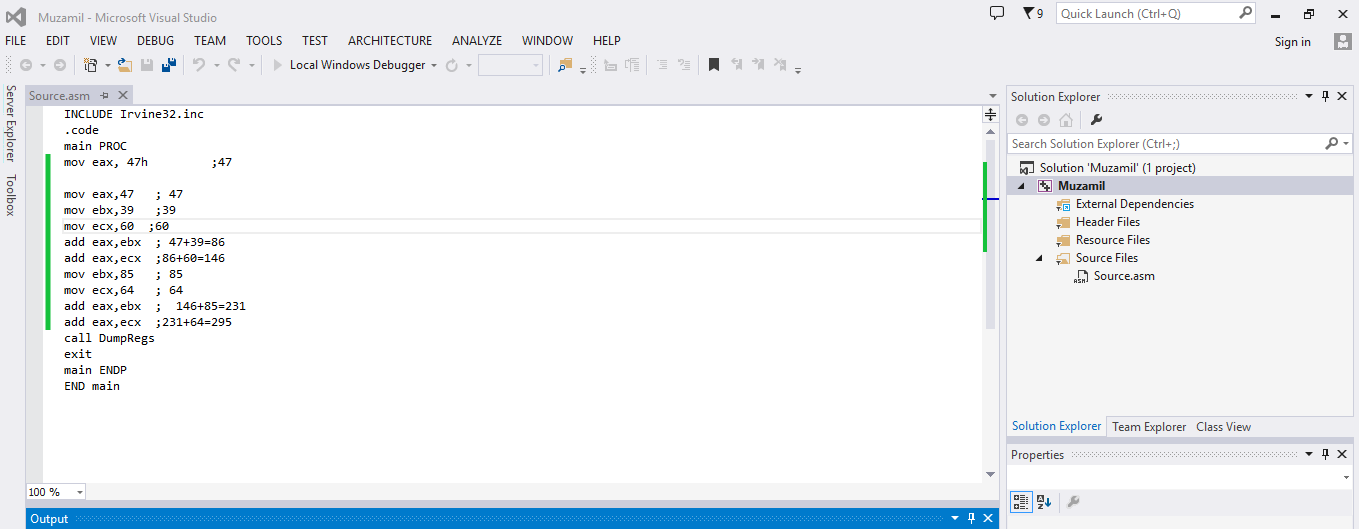 Muzamil - Microsoft Visual Studio
9
Quick Launch (Ctrl+Q)
FILE EDIT VIEW DEBUG TEAM TOOLS TEST ARCHITECTURE ANALYZE WINDOW HELP
Sign in
Local Windows Debugger
Server Explorer
Toolbox
Source.asm
INCLUDE Irvine32.inc
.code
main PROC
mov eax, 47h         ;47
mov eax,47   ; 47
mov ebx,39   ;39
mov ecx,60  ;60
add eax,ebx  ; 47+39=86
add eax,ecx  ;86+60=146
mov ebx,85   ; 85
mov ecx,64   ; 64
add eax,ebx  ;  146+85=231
add eax,ecx  ;231+64=295
call DumpRegs
exit
main ENDP
END main
100 %
Output
Solution Explorer
Search Solution Explorer (Ctrl+;)
Solution 'Muzamil' (1 project)
Muzamil
External Dependencies
Header Files
Resource Files
Source Files
ASM Source.asm
Solution Explorer Team Explorer Class View
Properties